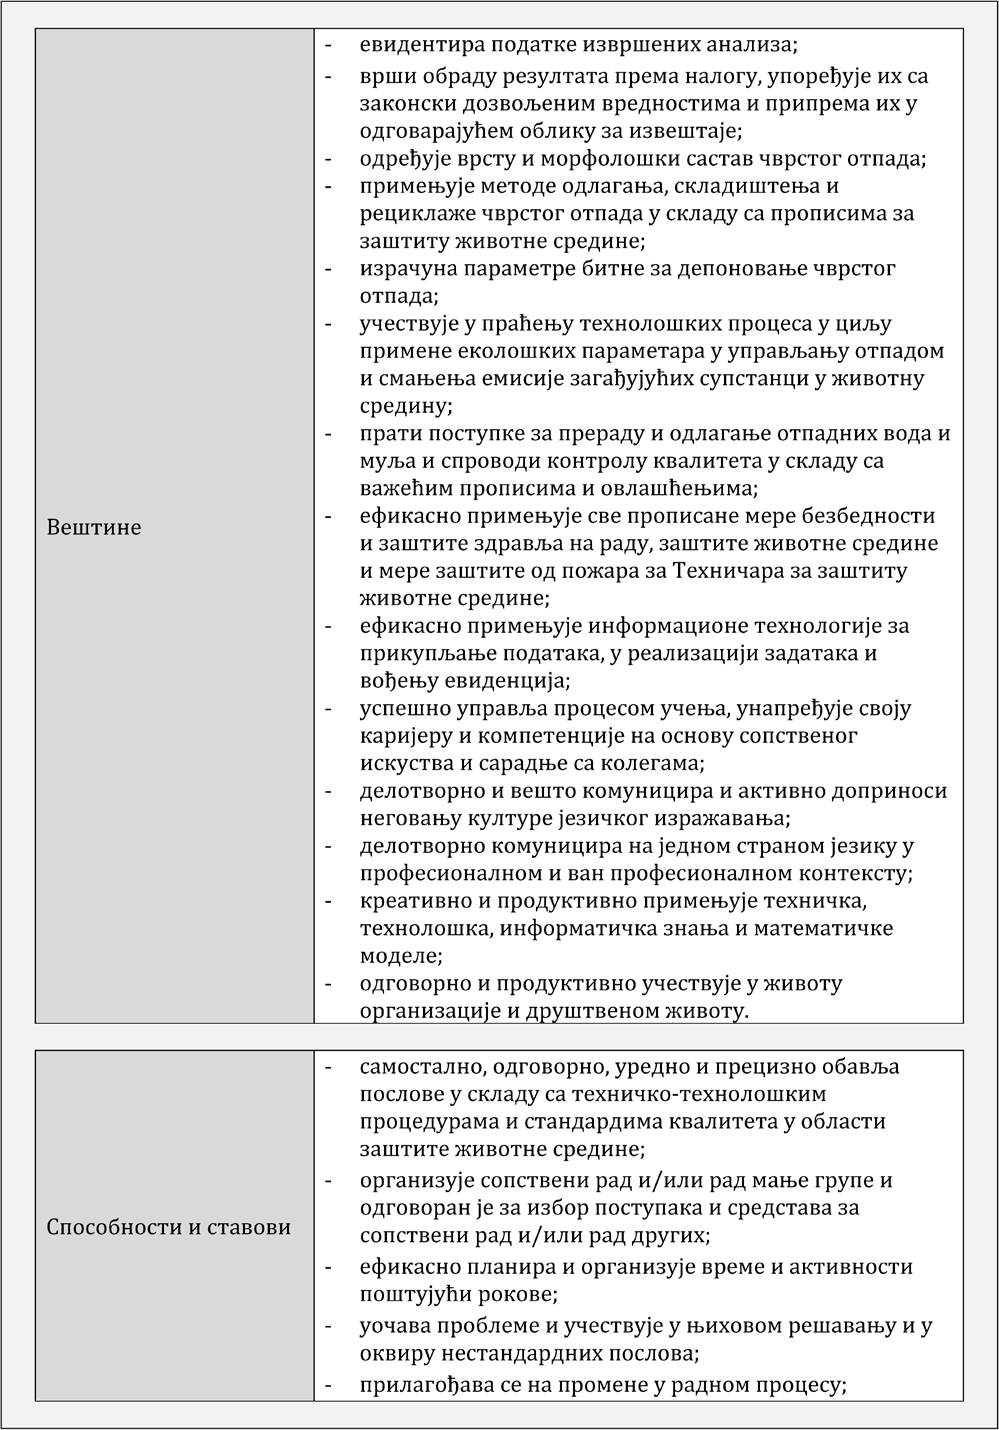 Вештине
- евидентира податке извршених анализа;
- врши обраду резултата према налогу, упоређује их са
законски дозвољеним вредностима и припрема их у
одговарајућем облику за извештаје;
- одређује врсту и морфолошки састав чврстог отпада;
- примењује методе одлагања, складиштења и
рециклаже чврстог отпада у складу са прописима за
заштиту животне средине;
- израчуна параметре битне за депоновање чврстог
отпада;
- учествује у праћењу технолошких процеса у циљу
примене еколошких параметара у управљању отпадом
и смањења емисије загађујућих супстанци у животну
средину;
- прати поступке за прераду и одлагање отпадних вода и
муља и спроводи контролу квалитета у складу са
важећим прописима и овлашћењима;
- ефикасно примењује све прописане мере безбедности
и заштите здравља на раду, заштите животне средине
и мере заштите од пожара за Техничара за заштиту
животне средине;
- ефикасно примењује информационе технологије за
прикупљање података, у реализацији задатака и
вођењу евиденција;
- успешно управља процесом учења, унапређује своју
каријеру и компетенције на основу сопственог
искуства и сарадње са колегама;
- делотворно и вешто комуницира и активно доприноси
неговању културе језичког изражавања;
- делотворно комуницира на једном страном језику у
професионалном и ван професионалном контексту;
- креативно и продуктивно примењује техничка,
технолошка, информатичка знања и математичке
моделе;
- одговорно и продуктивно учествује у животу
организације и друштвеном животу.
Способности и ставови
- самостално, одговорно, уредно и прецизно обавља
послове у складу са техничко-технолошким
процедурама и стандардима квалитета у области
заштите животне средине;
- организује сопствени рад и/или рад мање групе и
одговоран је за избор поступака и средстава за
сопствени рад и/или рад других;
- ефикасно планира и организује време и активности
поштујући рокове;
- уочава проблеме и учествује у њиховом решавању и у
оквиру нестандардних послова;
- прилагођава се на промене у радном процесу;